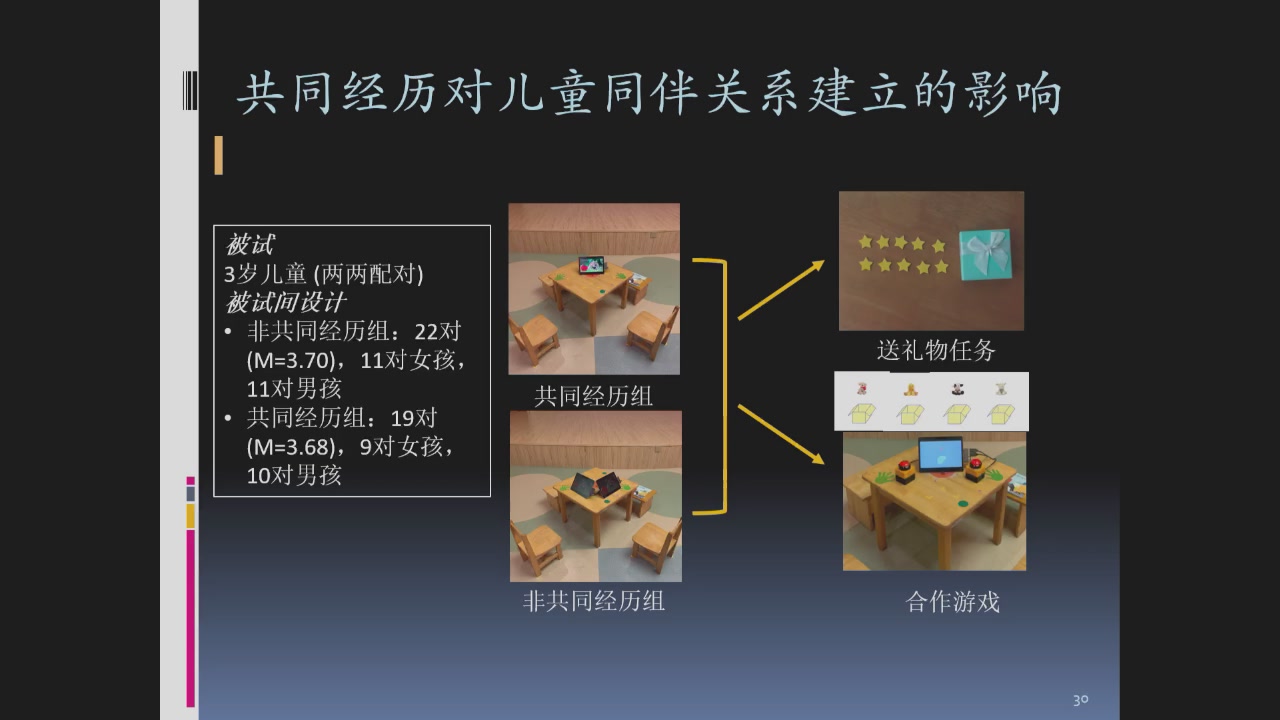 共同经历对儿童同伴关系建立的影响
被试
3岁儿童 (两两配对)
被试间设计
• 非共同经历组：22对
(M=3.70)，11对女孩，
11对男孩
• 共同经历组：19对
(M=3.68)，9对女孩，
10对男孩
共同经历组
非共同经历组
送礼物任务
合作游戏
30